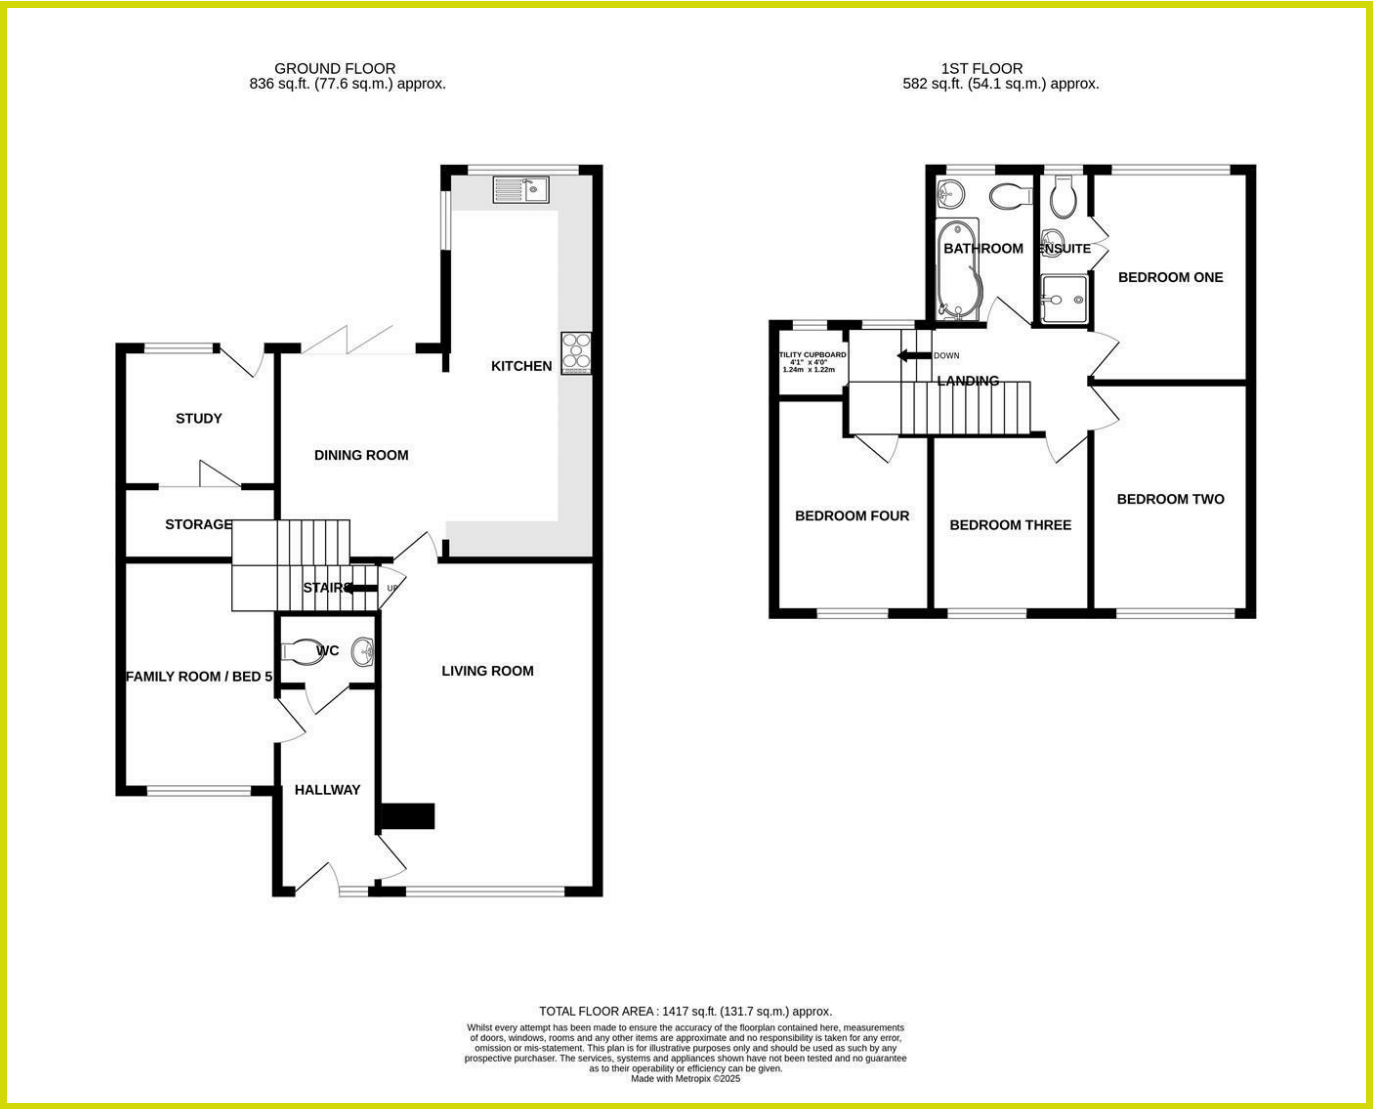 GROUND FLOOR
836 sq.ft. (77.6 sq.m.) approx.
1ST FLOOR
582 sq.ft. (54.1 sq.m.) approx.
KITCHEN
STUDY
DINING ROOM
STORAGE
STAIRS
UP
WC
LIVING ROOM
FAMILY ROOM / BED 5
HALLWAY
BATHROOM
ENSUITE
BEDROOM ONE
TILITY CUPBOARD
4'1" x 4'0"
1.24m x 1.22m
DOWN
LANDING
BEDROOM TWO
BEDROOM FOUR
BEDROOM THREE
TOTAL FLOOR AREA : 1417 sq.ft. (131.7 sq.m.) approx.
Whilst every attempt has been made to ensure the accuracy of the floorplan contained here, measurements
of doors, windows, rooms and any other items are approximate and no responsibility is taken for any error,
omission or mis-statement. This plan is for illustrative purposes only and should be used as such by any
prospective purchaser. The services, systems and appliances shown have not been tested and no guarantee
as to their operability or efficiency can be given.
Made with Metropix ©2025